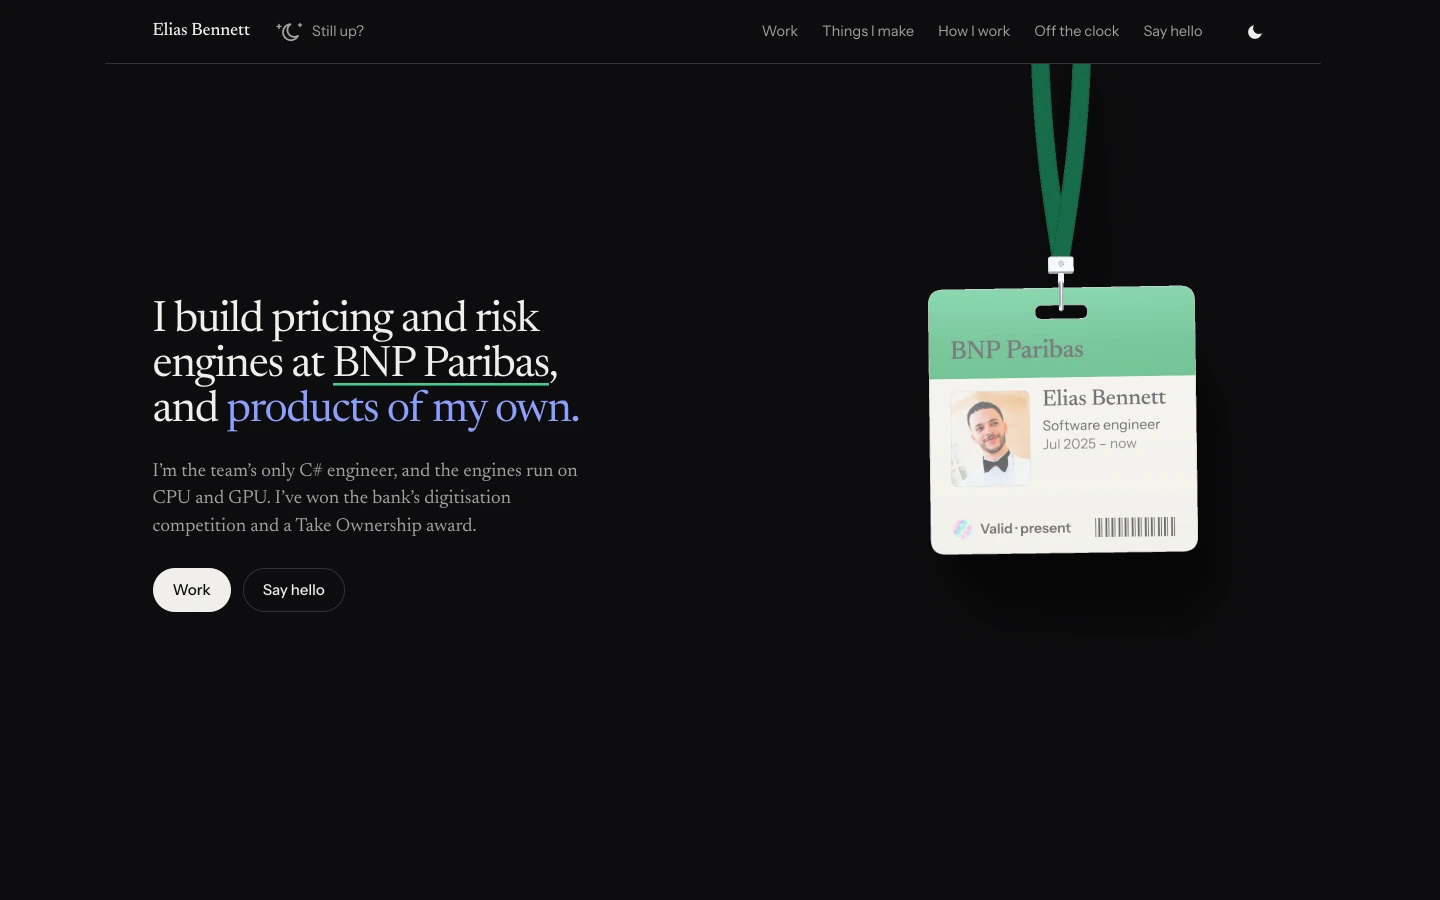 Elias Bennett
Still up?
Work
Things I make
How I work
Off the clock
Say hello
I build pricing and risk
engines at BNP Paribas,
and products of my own.
I’m the team’s only C# engineer, and the engines run on
CPU and GPU. I’ve won the bank’s digitisation
competition and a Take Ownership award.
Work
Say hello
BNP Paribas
Elias Bennett
Software engineer
Jul 2025 – now
Valid · present